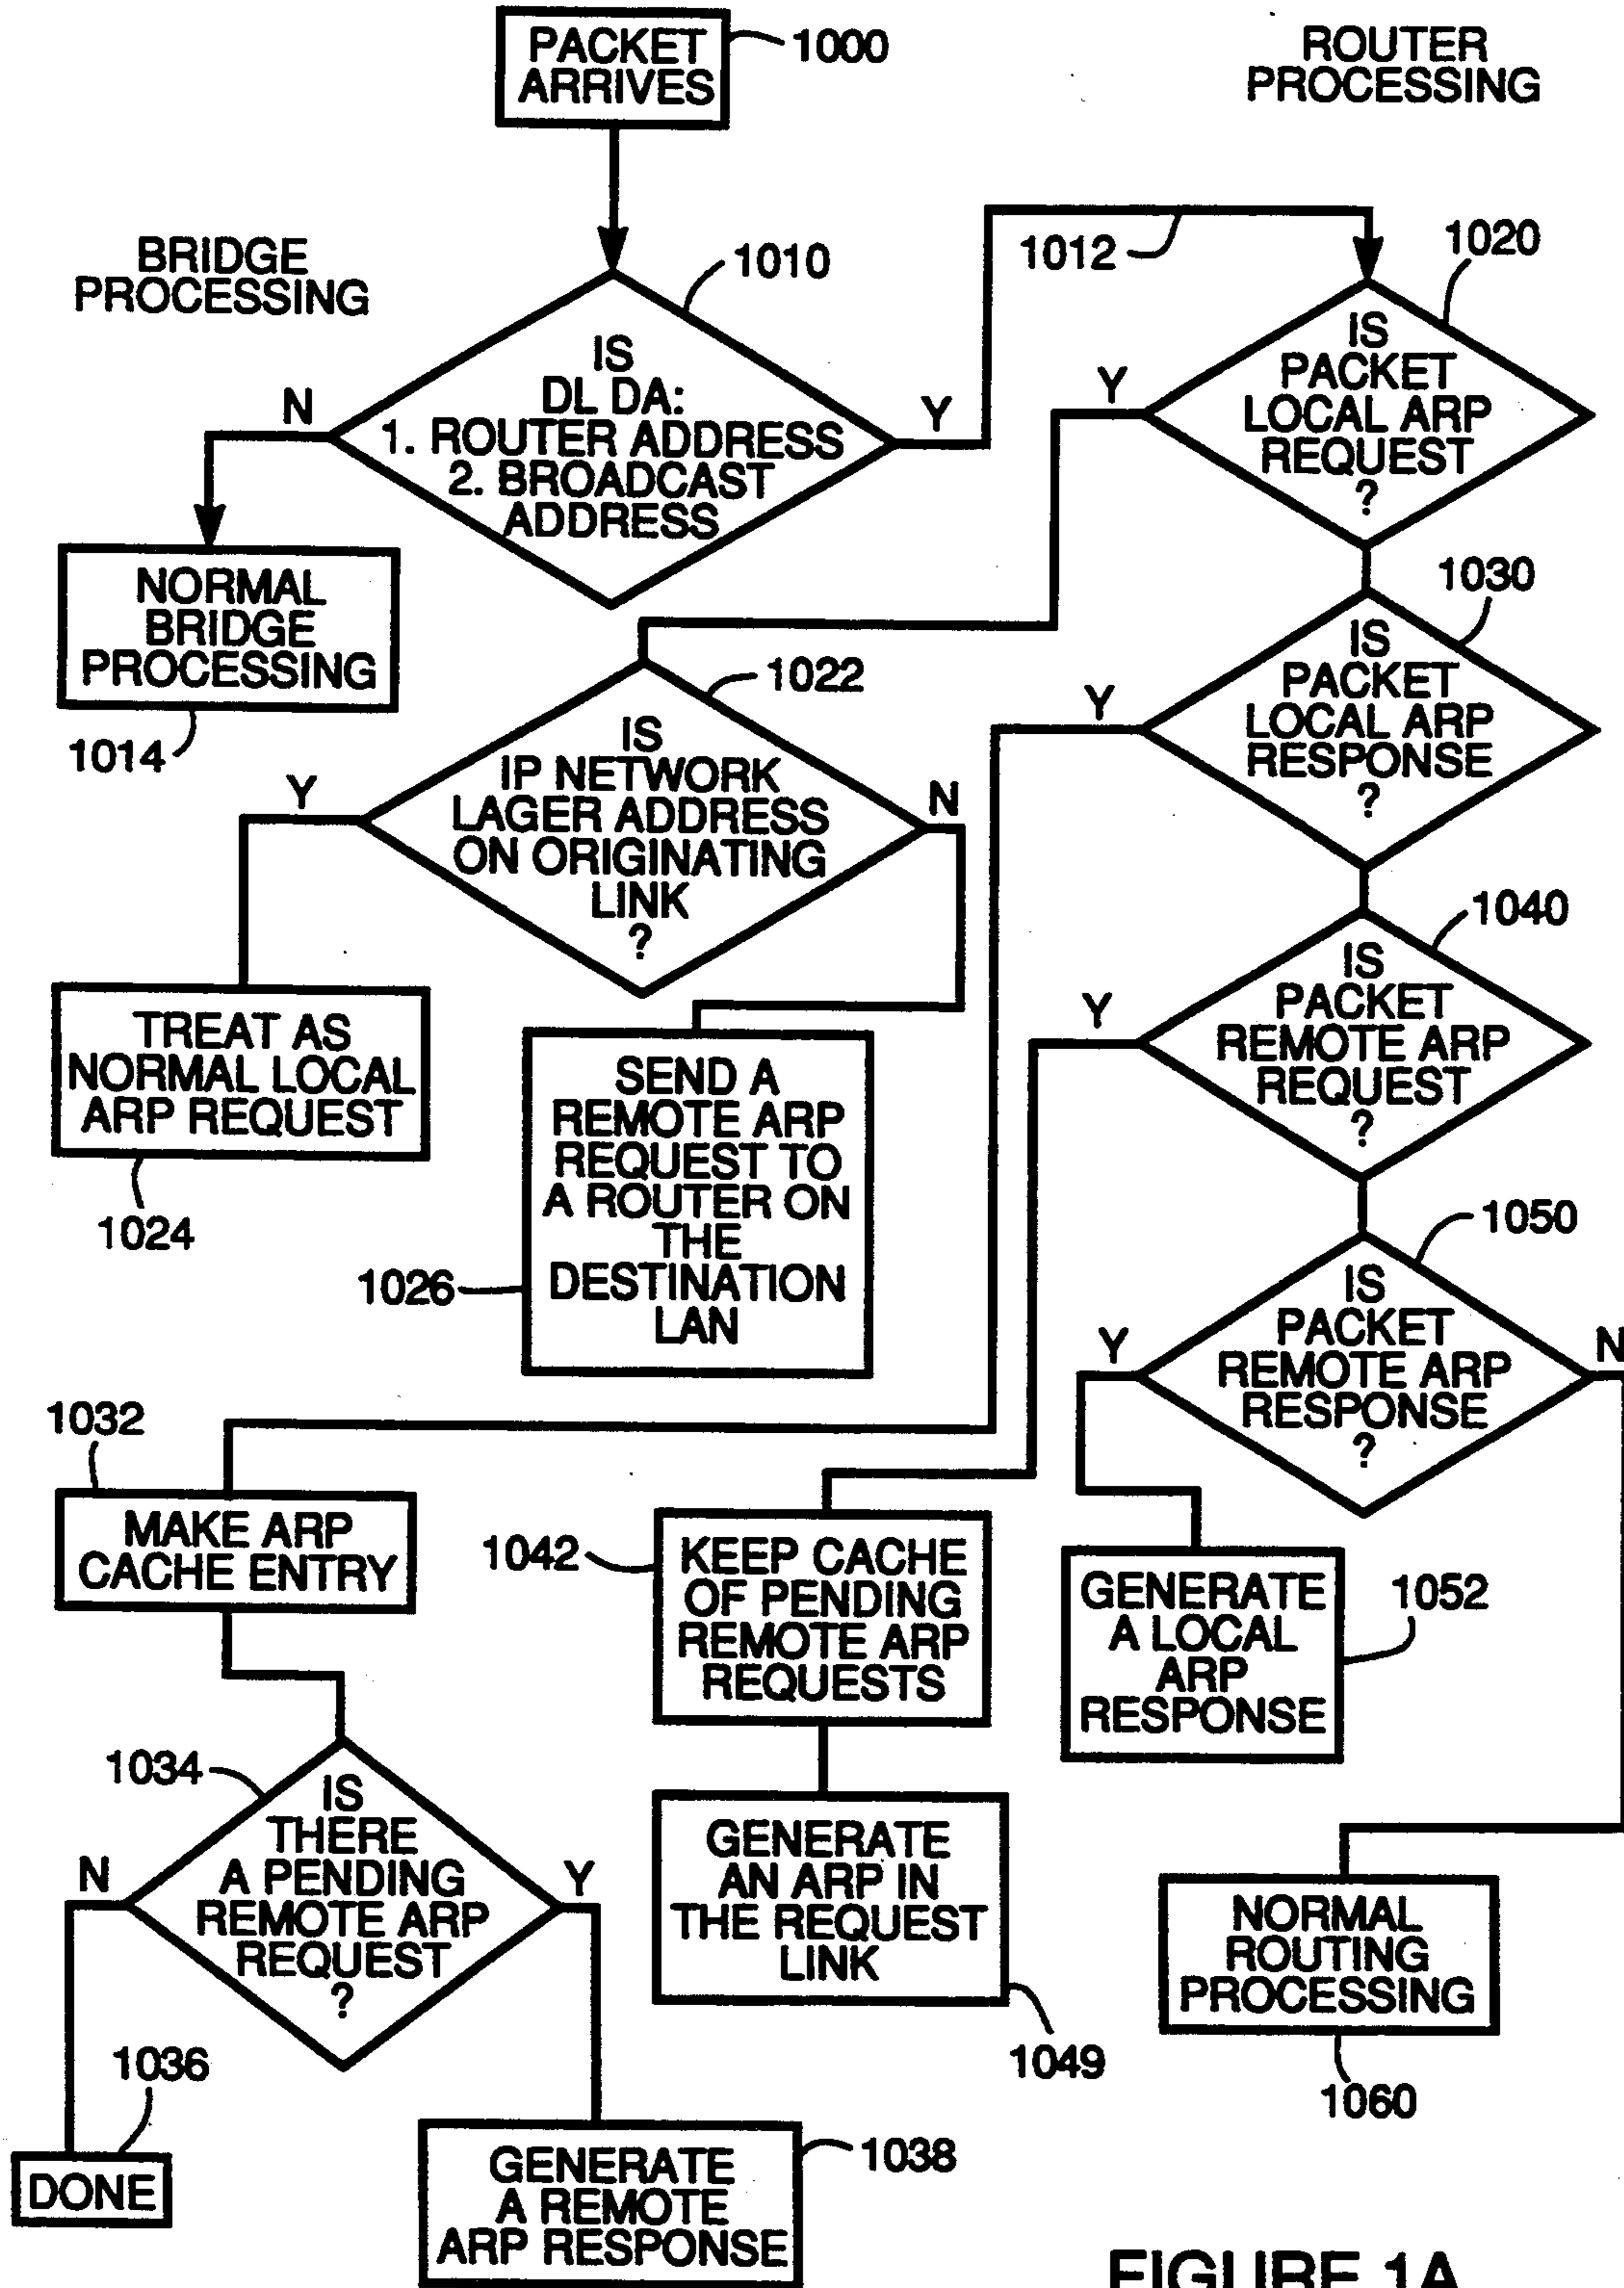 PACKET
ARRIVES
1000
ROUTER
PROCESSING
BRIDGE
PROCESSING
1010
1012
1020
IS
DL DA:
1. ROUTER ADDRESS
2. BROADCAST
ADDRESS
N
Y
IS
PACKET
LOCAL ARP
REQUEST
?
Y
NORMAL
BRIDGE
PROCESSING
1014
1030
IS
PACKET
LOCAL ARP
RESPONSE
?
Y
1022
IS
IP NETWORK
LAGER ADDRESS
ON ORIGINATING
LINK
?
Y
N
1040
IS
PACKET
REMOTE ARP
REQUEST
?
Y
TREAT AS
NORMAL LOCAL
ARP REQUEST
1024
SEND A
REMOTE ARP
REQUEST TO
A ROUTER ON
THE
DESTINATION
LAN
1026
1050
IS
PACKET
REMOTE ARP
RESPONSE
?
Y
N
1032
MAKE ARP
CACHE ENTRY
1042
KEEP CACHE
OF PENDING
REMOTE ARP
REQUESTS
GENERATE
A LOCAL
ARP
RESPONSE
1052
1034
IS
THERE
A PENDING
REMOTE ARP
REQUEST
?
N
Y
GENERATE
AN ARP IN
THE REQUEST
LINK
1049
NORMAL
ROUTING
PROCESSING
1060
1036
DONE
GENERATE
A REMOTE
ARP RESPONSE
1038
FIGURE 1A